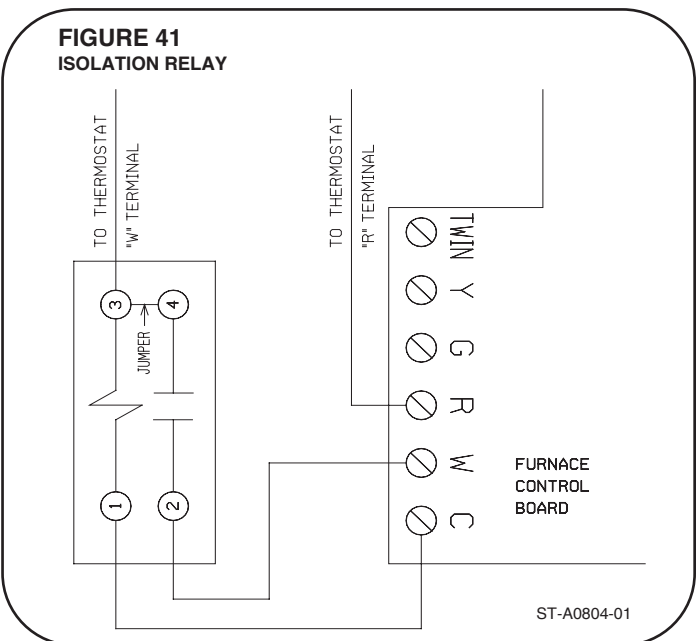 FIGURE 41
ISOLATION RELAY
TO THERMOSTAT
"W" TERMINAL
TO THERMOSTAT
"R" TERMINAL
3
4
JUMPER
1
2
TWIN
Y
G
R
W
C
FURNACE
CONTROL
BOARD
ST-A0804-01